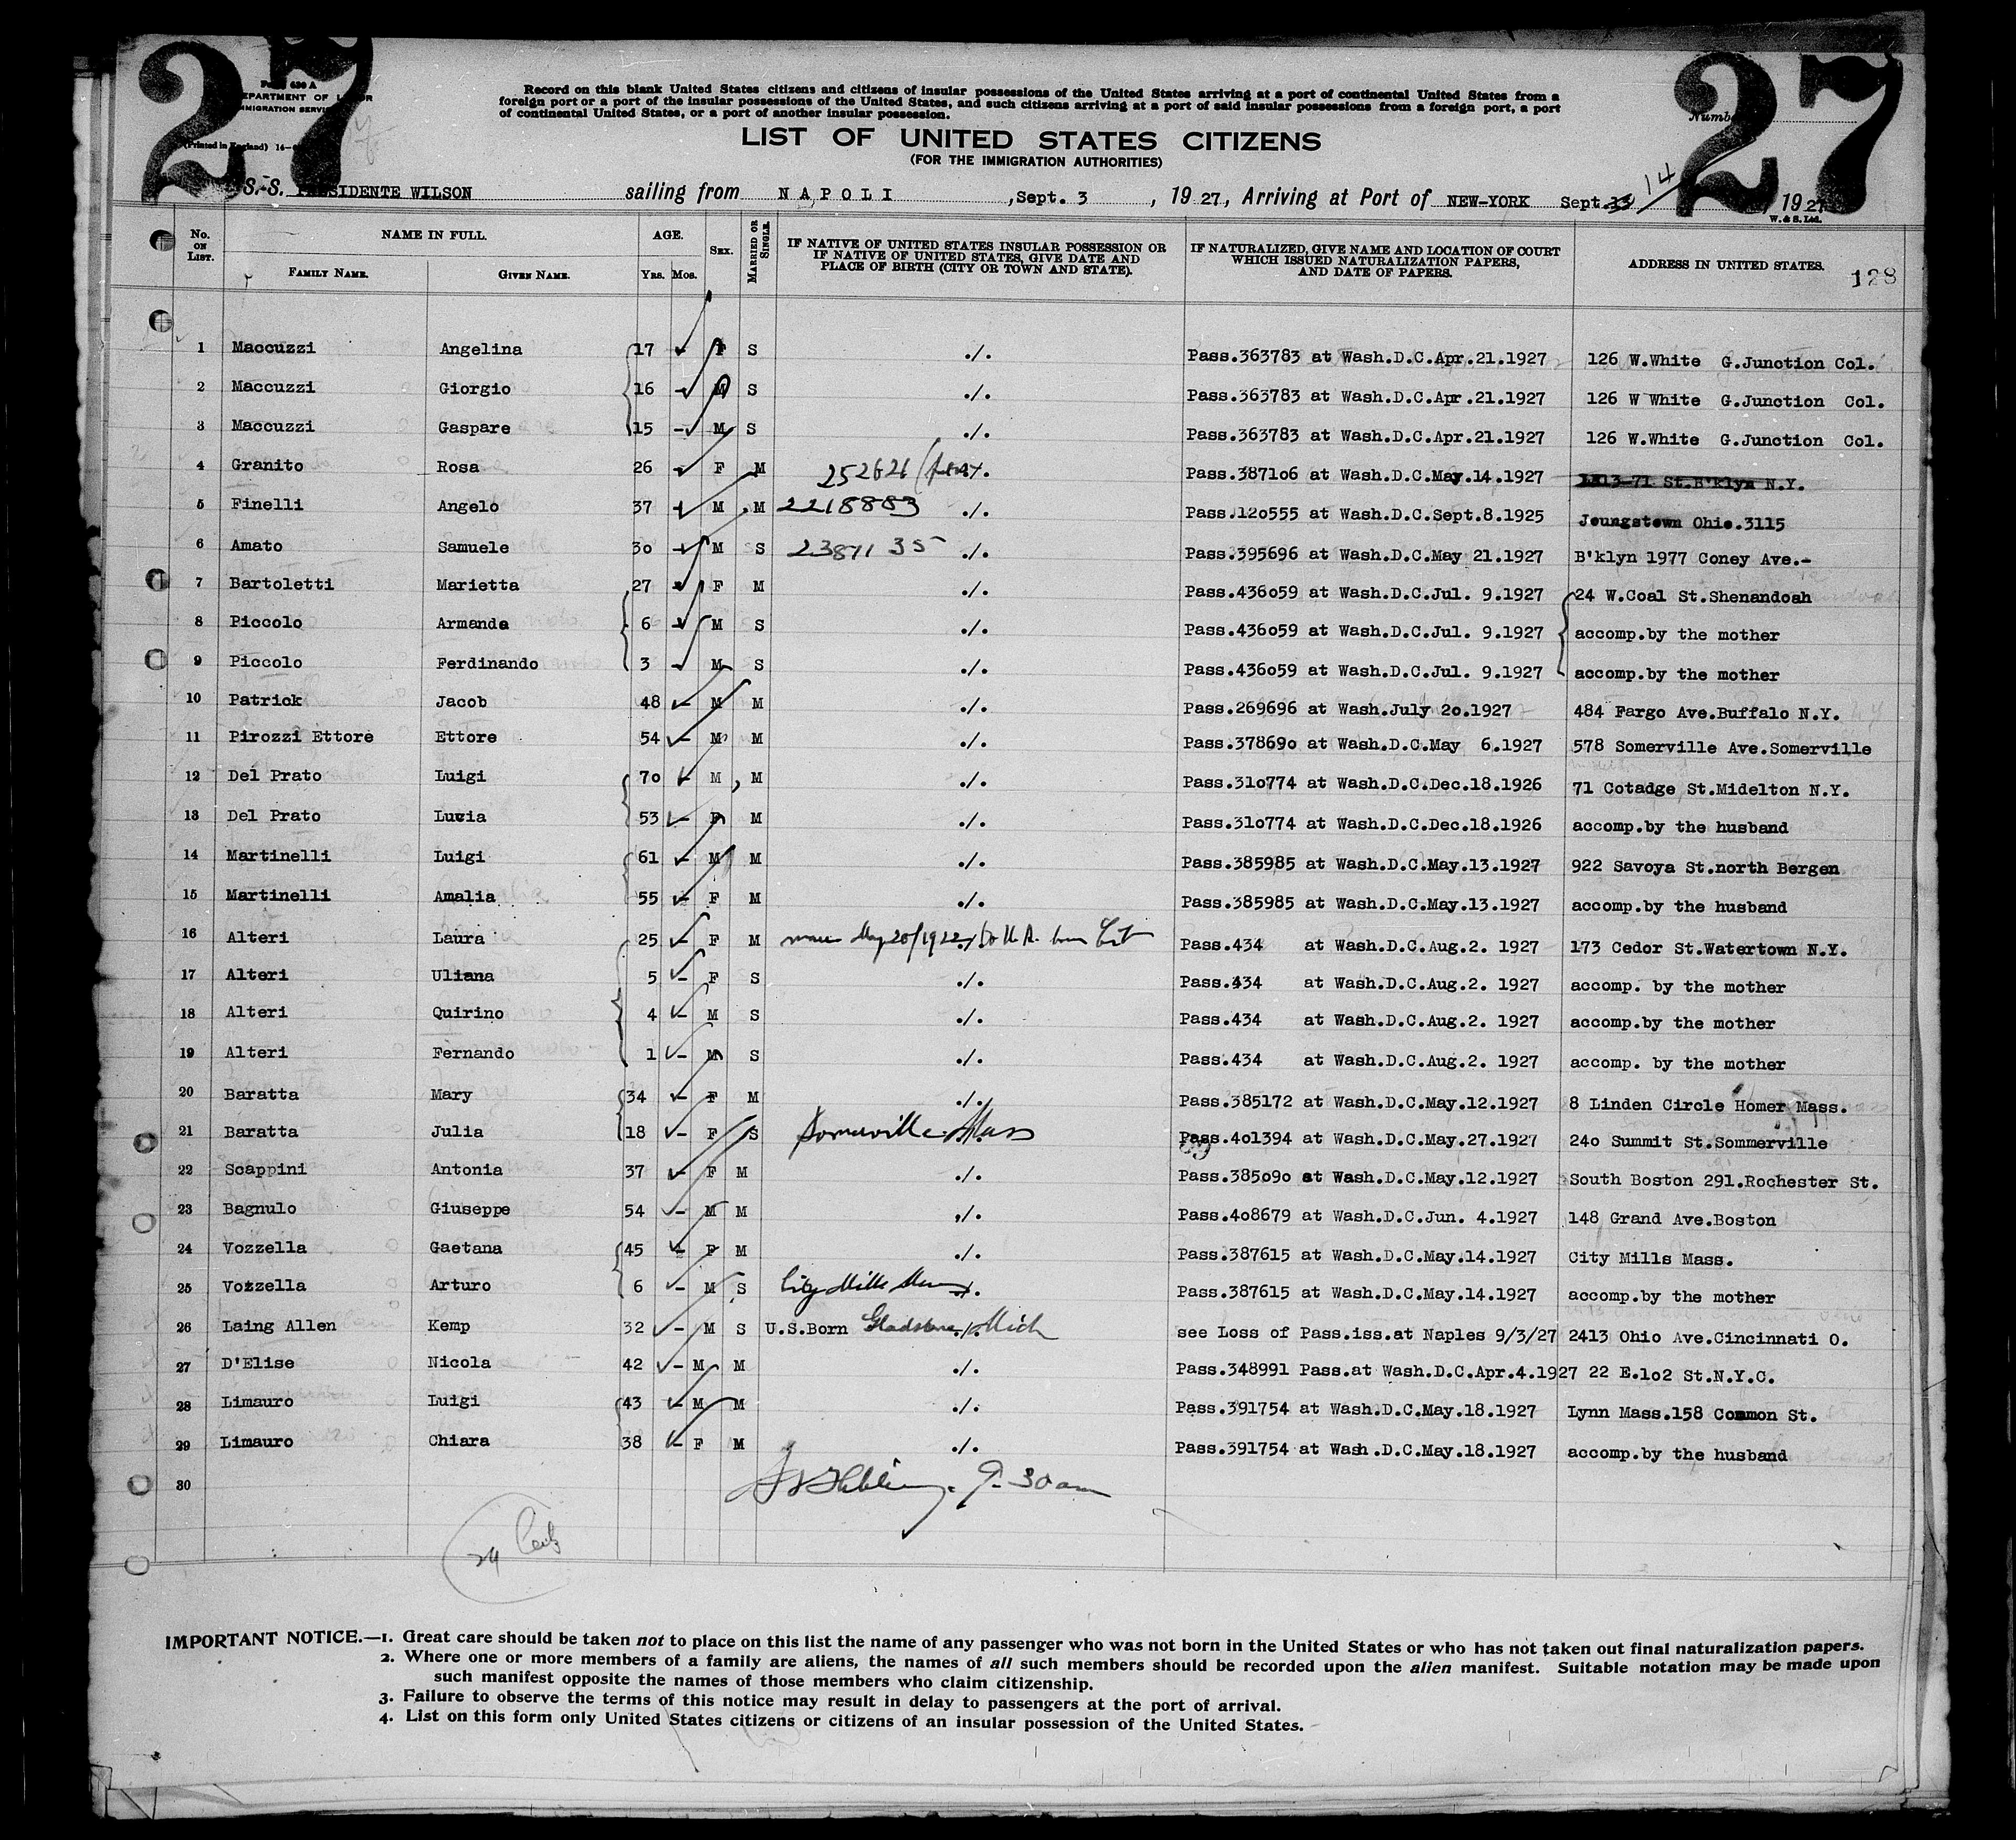 27
27
Form 630 A
DEPARTMENT OF LABOR
IMMIGRATION SERVICE
(Printed in England) 14-
Record on this blank United States citizens and citizens of insular possessions of the United States arriving at a port of continental United States from a
foreign port or a port of the insular possessions of the United States, and such citizens arriving at a port of said insular possessions from a foreign port, a port
of continental United States, or a port of another insular possession.
Numb
LIST OF UNITED STATES CITIZENS
(FOR THE IMMIGRATION AUTHORITIES)
S.S. PRESIDENTE WILSON sailing from NAPOLI, Sept. 3, 1927, Arriving at Port of NEW-YORK Sept. 13 14, 1927
W. & S. Ltd.
No. ON LIST. NAME IN FULL. FAMILY NAME. GIVEN NAME. AGE. Yrs. Mos. SEX. MARRIED OR SINGLE. IF NATIVE OF UNITED STATES INSULAR POSSESSION OR IF NATIVE OF UNITED STATES, GIVE DATE AND PLACE OF BIRTH (CITY OR TOWN AND STATE). IF NATURALIZED, GIVE NAME AND LOCATION OF COURT WHICH ISSUED NATURALIZATION PAPERS, AND DATE OF PAPERS. ADDRESS IN UNITED STATES.
128
1 Maccuzzi Angelina 17 - F S ./. Pass.363783 at Wash.D.C.Apr.21.1927 126 W.White G.Junction Col.
2 Maccuzzi Giorgio 16 - M S ./. Pass.363783 at Wash.D.C.Apr.21.1927 126 W White G.Junction Col.
3 Maccuzzi Gaspare 15 - M S ./. Pass.363783 at Wash.D.C.Apr.21.1927 126 W.White G.Junction Col.
4 Granito Rosa 26 - F M 252626 ./. Pass.387106 at Wash.D.C.May.14.1927 1213-71 St.B'klyn N.Y.
5 Finelli Angelo 37 - M M 2218883 ./. Pass.120555 at Wash.D.C.Sept.8.1925 Joungstown Ohio.3115
6 Amato Samuele 30 - M S 2387135 ./. Pass.395696 at Wash.D.C.May 21.1927 B'klyn 1977 Coney Ave.-
7 Bartoletti Marietta 27 - F M ./. Pass.436059 at Wash.D.C.Jul. 9.1927 24 W.Coal St.Shenandoah
8 Piccolo Armando 6 - M S ./. Pass.436059 at Wash.D.C.Jul. 9.1927 accomp.by the mother
9 Piccolo Ferdinando 3 - M S ./. Pass.436059 at Wash.D.C.Jul. 9.1927 accomp.by the mother
10 Patrick Jacob 48 - M M ./. Pass.269696 at Wash.July 20.1927 484 Fargo Ave.Buffalo N.Y.
11 Pirozzi Ettore Ettore 54 - M M ./. Pass.378690 at Wash.D.C.May 6.1927 578 Somerville Ave.Somerville
12 Del Prato Luigi 70 - M M ./. Pass.310774 at Wash.D.C.Dec.18.1926 71 Cotadge St.Midelton N.Y.
13 Del Prato Lucia 53 - F M ./. Pass.310774 at Wash.D.C.Dec.18.1926 accomp.by the husband
14 Martinelli Luigi 61 - M M ./. Pass.385985 at Wash.D.C.May.13.1927 922 Savoya St.north Bergen
15 Martinelli Amalia 55 - F M ./. Pass.385985 at Wash.D.C.May.13.1927 accomp.by the husband
16 Alteri Laura 25 - F M May 20/1922 ./. Pass.434 at Wash.D.C.Aug.2. 1927 173 Cedor St.Watertown N.Y.
17 Alteri Uliana 5 - F S ./. Pass.434 at Wash.D.C.Aug.2. 1927 accomp. by the mother
18 Alteri Quirino 4 - M S ./. Pass.434 at Wash.D.C.Aug.2. 1927 accomp.by the mother
19 Alteri Fernando 1 - M S ./. Pass.434 at Wash.D.C.Aug.2. 1927 accomp. by the mother
20 Baratta Mary 34 - F M ./. Pass.385172 at Wash.D.C.May.12.1927 8 Linden Circle Homer Mass.
21 Baratta Julia 18 - F S Somerville Mass Pass.401394 at Wash.D.C.May.27.1927 240 Summit St.Sommerville
22 Scappini Antonia 37 - F M ./. Pass.385090 at Wash.D.C.May.12.1927 South Boston 291.Rochester St.
23 Bagnulo Giuseppe 54 - M M ./. Pass.408679 at Wash.D.C.Jun. 4.1927 148 Grand Ave.Boston
24 Vozzella Gaetana 45 - F M ./. Pass.387615 at Wash.D.C.May.14.1927 City Mills Mass.
25 Vozzella Arturo 6 - M S City Mills Mass ./. Pass.387615 at Wash.D.C.May.14.1927 accomp.by the mother
26 Laing Allen Kemp 32 - M S U.S.Born Gladstone ./. Mich see Loss of Pass.iss.at Naples 9/3/27 2413 Ohio Ave.Cincinnati O.
27 D'Elise Nicola 42 - M M ./. Pass.348991 Pass.at Wash.D.C.Apr.4.1927 22 E.102 St.N.Y.C.
28 Limauro Luigi 43 - M M ./. Pass.391754 at Wash.D.C.May.18.1927 Lynn Mass.158 Common St.
29 Limauro Chiara 38 - F M ./. Pass.391754 at Wash.D.C.May.18.1927 accomp.by the husband
30
9-30 am
24
IMPORTANT NOTICE.—1. Great care should be taken not to place on this list the name of any passenger who was not born in the United States or who has not taken out final naturalization papers.
2. Where one or more members of a family are aliens, the names of all such members should be recorded upon the alien manifest. Suitable notation may be made upon
such manifest opposite the names of those members who claim citizenship.
3. Failure to observe the terms of this notice may result in delay to passengers at the port of arrival.
4. List on this form only United States citizens or citizens of an insular possession of the United States.